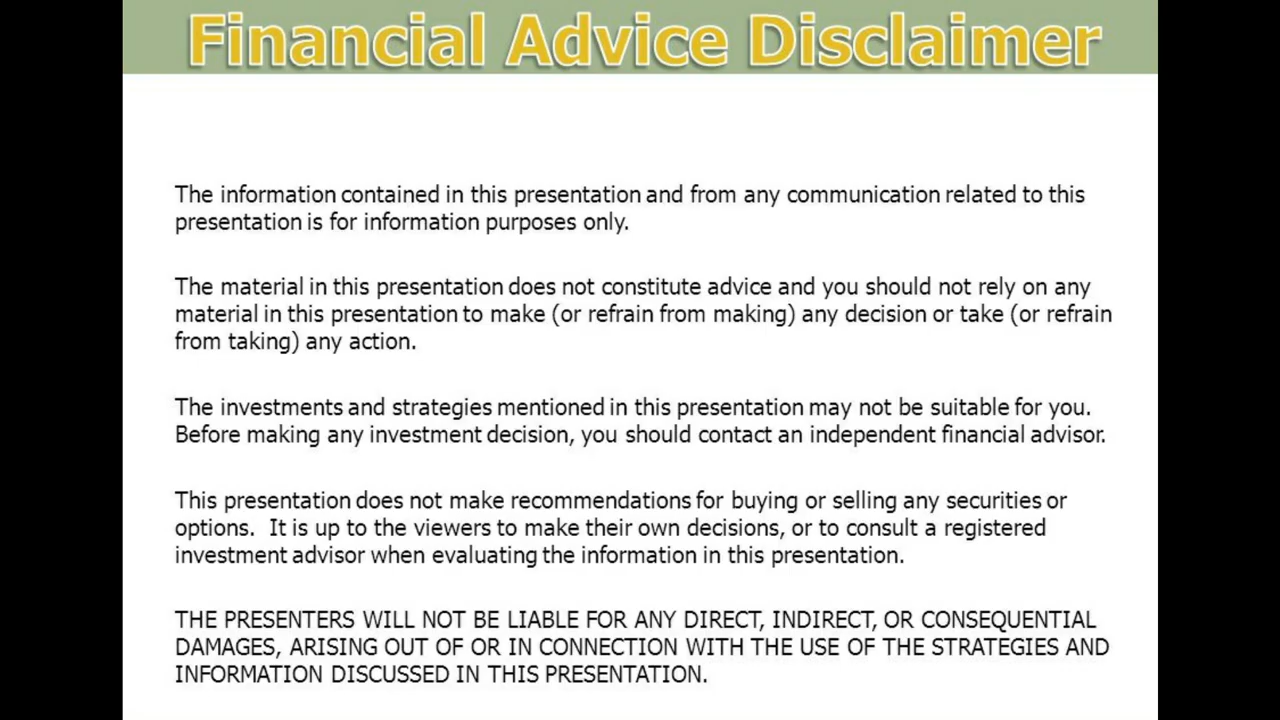 Financial Advice Disclaimer
The information contained in this presentation and from any communication related to this
presentation is for information purposes only.
The material in this presentation does not constitute advice and you should not rely on any
material in this presentation to make (or refrain from making) any decision or take (or refrain
from taking) any action.
The investments and strategies mentioned in this presentation may not be suitable for you.
Before making any investment decision, you should contact an independent financial advisor.
This presentation does not make recommendations for buying or selling any securities or
options.  It is up to the viewers to make their own decisions, or to consult a registered
investment advisor when evaluating the information in this presentation.
THE PRESENTERS WILL NOT BE LIABLE FOR ANY DIRECT, INDIRECT, OR CONSEQUENTIAL
DAMAGES, ARISING OUT OF OR IN CONNECTION WITH THE USE OF THE STRATEGIES AND
INFORMATION DISCUSSED IN THIS PRESENTATION.